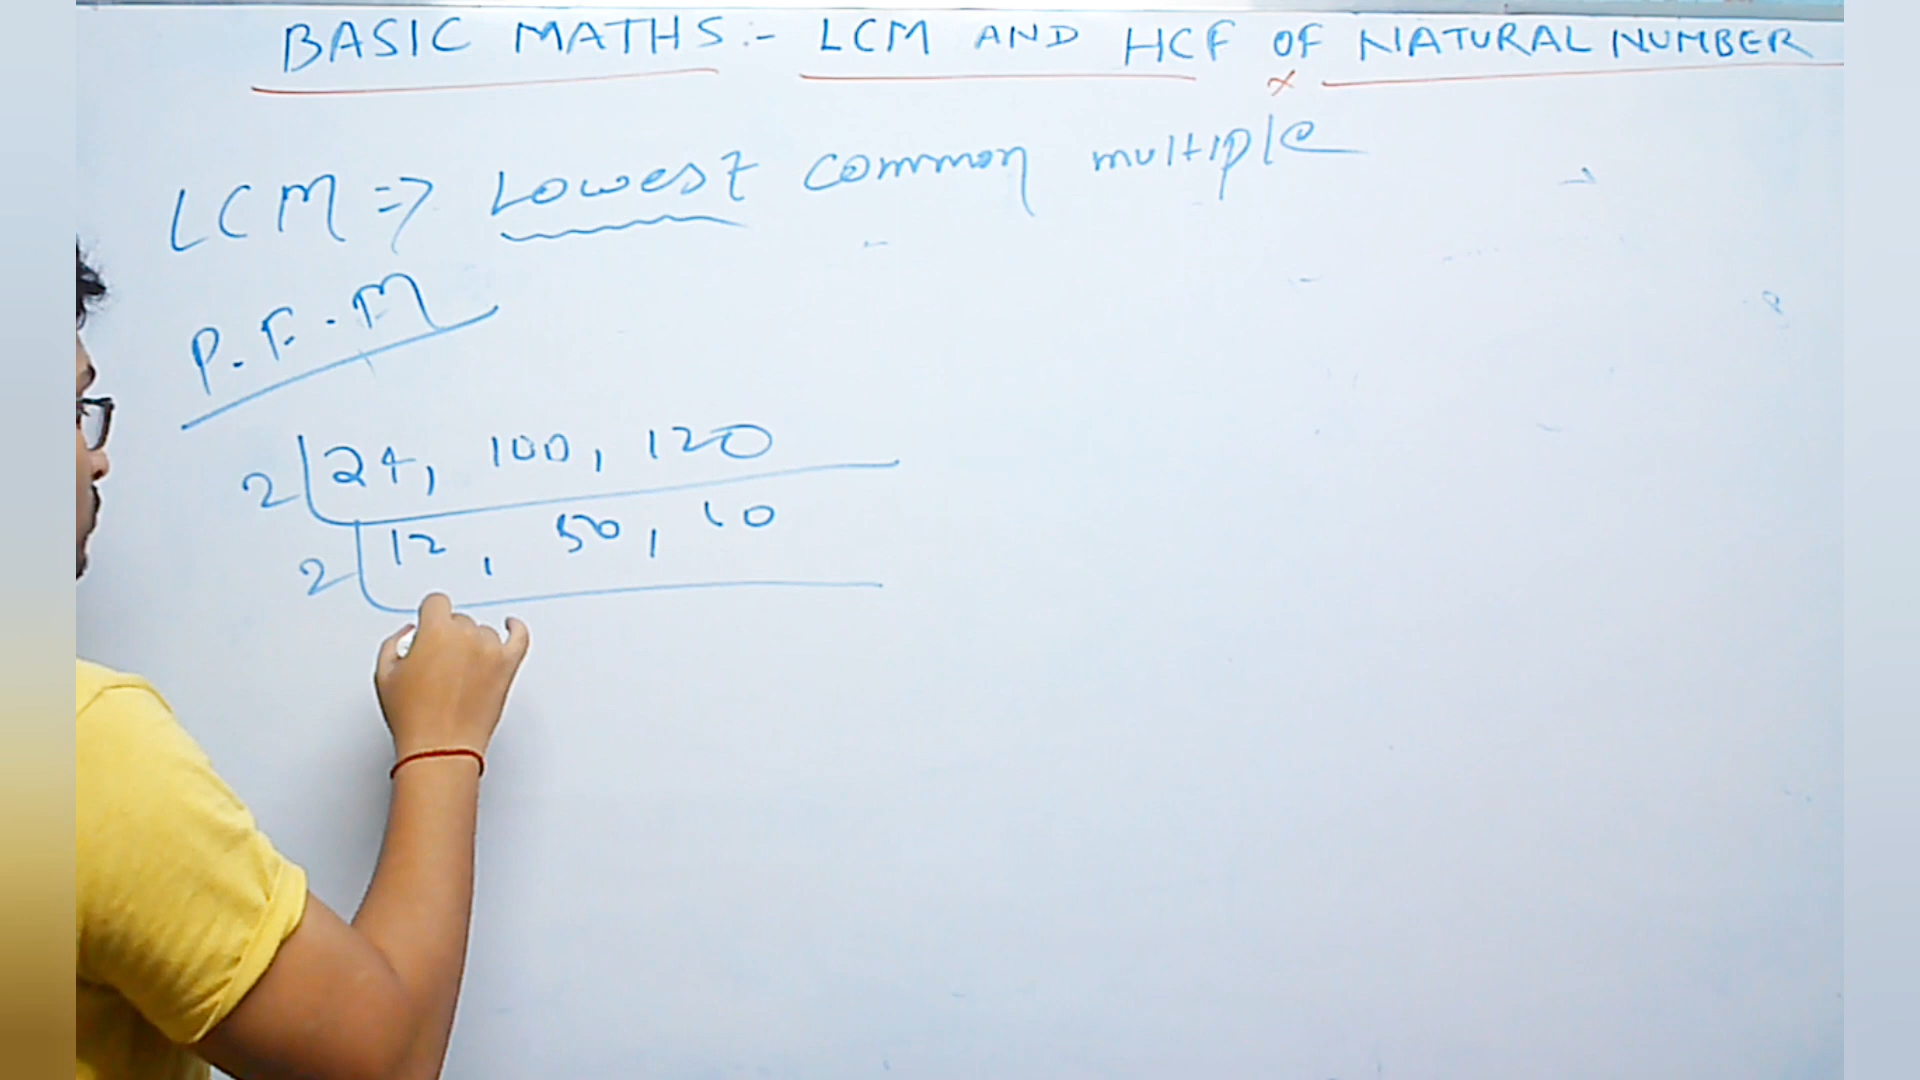 BASIC MATHS:- LCM AND HCF OF NATURAL NUMBER
LCM => Lowest common multiple
P.F.M
2 | 24, 100, 120
2 | 12, 50, 10